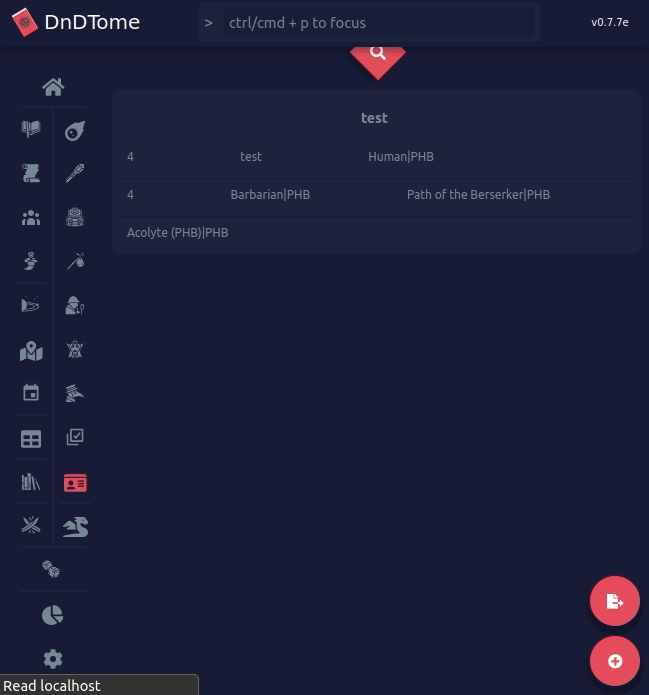 DnDTome
> ctrl/cmd + p to focus
v0.7.7e
test
4 test Human|PHB
4 Barbarian|PHB Path of the Berserker|PHB
Acolyte (PHB)|PHB
Read localhost